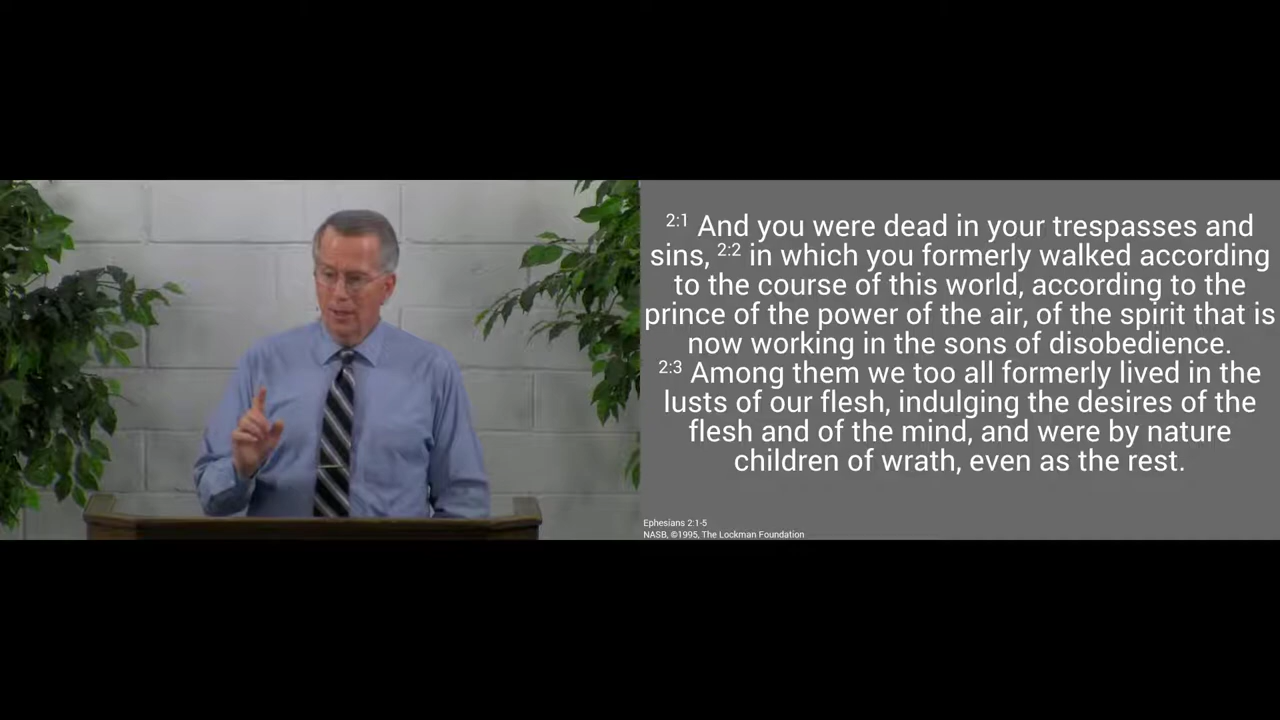 2:1 And you were dead in your trespasses and
sins, 2:2 in which you formerly walked according
to the course of this world, according to the
prince of the power of the air, of the spirit that is
now working in the sons of disobedience.
2:3 Among them we too all formerly lived in the
lusts of our flesh, indulging the desires of the
flesh and of the mind, and were by nature
children of wrath, even as the rest.
Ephesians 2:1-5
NASB, ©1995, The Lockman Foundation